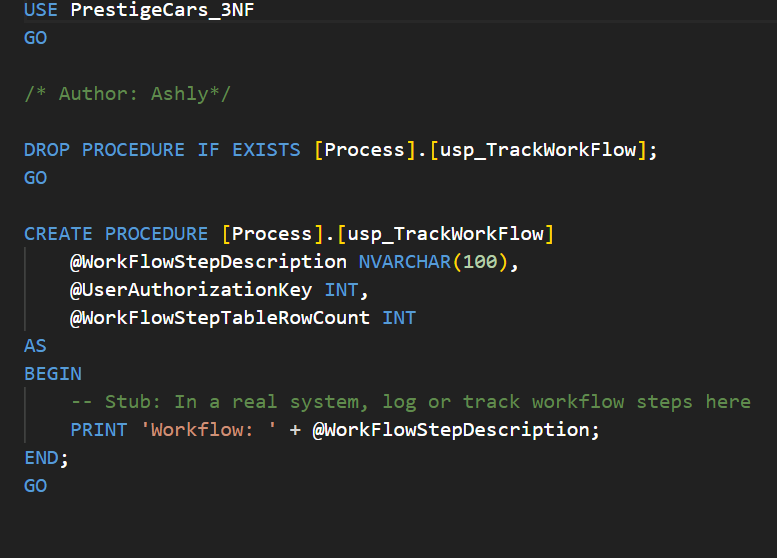 USE PrestigeCars_3NF
GO
/* Author: Ashly*/
DROP PROCEDURE IF EXISTS [Process].[usp_TrackWorkFlow];
GO
CREATE PROCEDURE [Process].[usp_TrackWorkFlow]
@WorkFlowStepDescription NVARCHAR(100),
@UserAuthorizationKey INT,
@WorkFlowStepTableRowCount INT
AS
BEGIN
-- Stub: In a real system, log or track workflow steps here
PRINT 'Workflow: ' + @WorkFlowStepDescription;
END;
GO